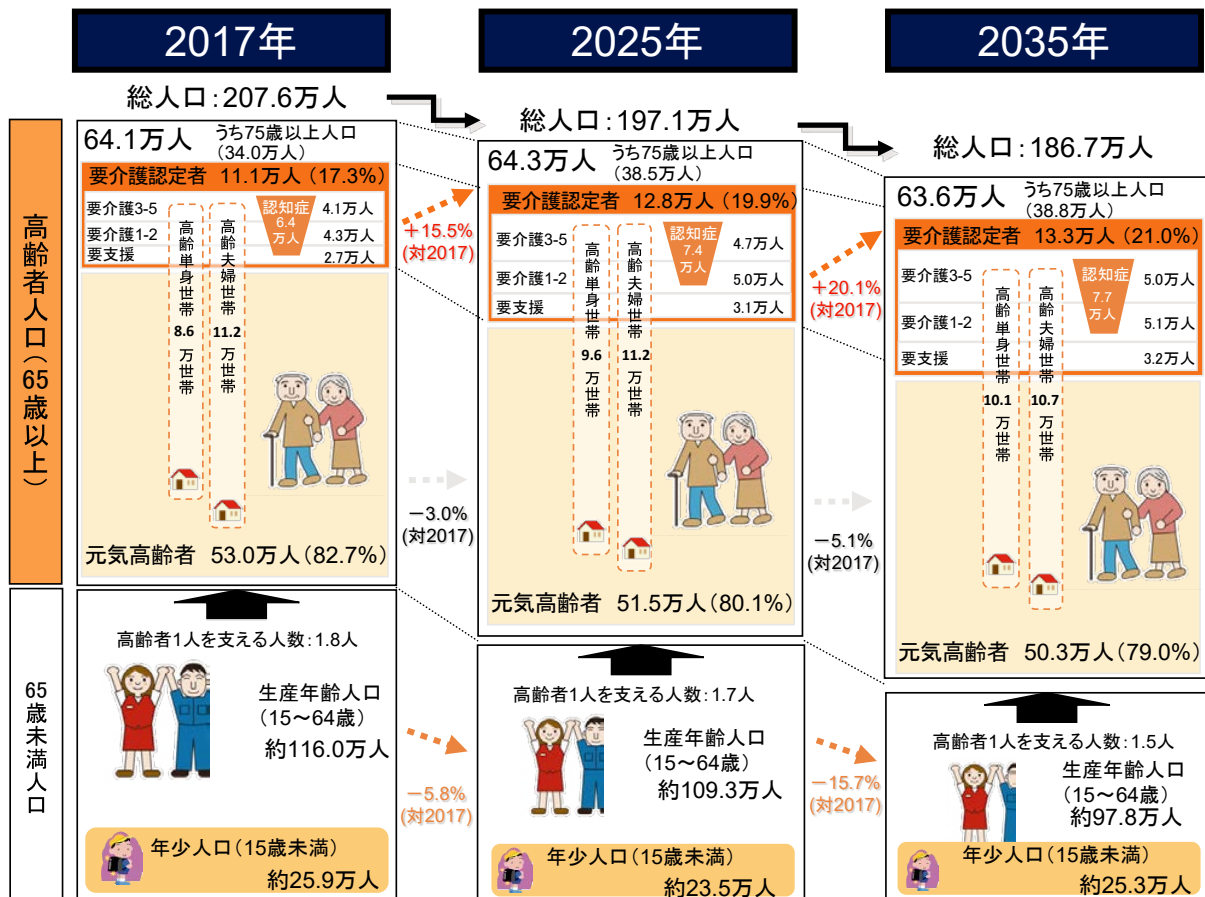 2017年
2025年
2035年
総人口:207.6万人
総人口:197.1万人
総人口:186.7万人
高齢者人口(65歳以上)
65歳未満人口
64.1万人
うち75歳以上人口
(34.0万人)
要介護認定者 11.1万人(17.3%)
要介護3-5
4.1万人
要介護1-2
4.3万人
要支援
2.7万人
認知症
6.4
万人
高齢単身世帯
8.6
万世帯
高齢夫婦世帯
11.2
万世帯
元気高齢者 53.0万人(82.7%)
高齢者1人を支える人数:1.8人
生産年齢人口
(15~64歳)
約116.0万人
年少人口(15歳未満)
約25.9万人
+15.5%
(対2017)
-3.0%
(対2017)
-5.8%
(対2017)
64.3万人
うち75歳以上人口
(38.5万人)
要介護認定者 12.8万人(19.9%)
要介護3-5
4.7万人
要介護1-2
5.0万人
要支援
3.1万人
認知症
7.4
万人
高齢単身世帯
9.6
万世帯
高齢夫婦世帯
11.2
万世帯
元気高齢者 51.5万人(80.1%)
高齢者1人を支える人数:1.7人
生産年齢人口
(15~64歳)
約109.3万人
年少人口(15歳未満)
約23.5万人
+20.1%
(対2017)
-5.1%
(対2017)
-15.7%
(対2017)
63.6万人
うち75歳以上人口
(38.8万人)
要介護認定者 13.3万人(21.0%)
要介護3-5
5.0万人
要介護1-2
5.1万人
要支援
3.2万人
認知症
7.7
万人
高齢単身世帯
10.1
万世帯
高齢夫婦世帯
10.7
万世帯
元気高齢者 50.3万人(79.0%)
高齢者1人を支える人数:1.5人
生産年齢人口
(15~64歳)
約97.8万人
年少人口(15歳未満)
約25.3万人